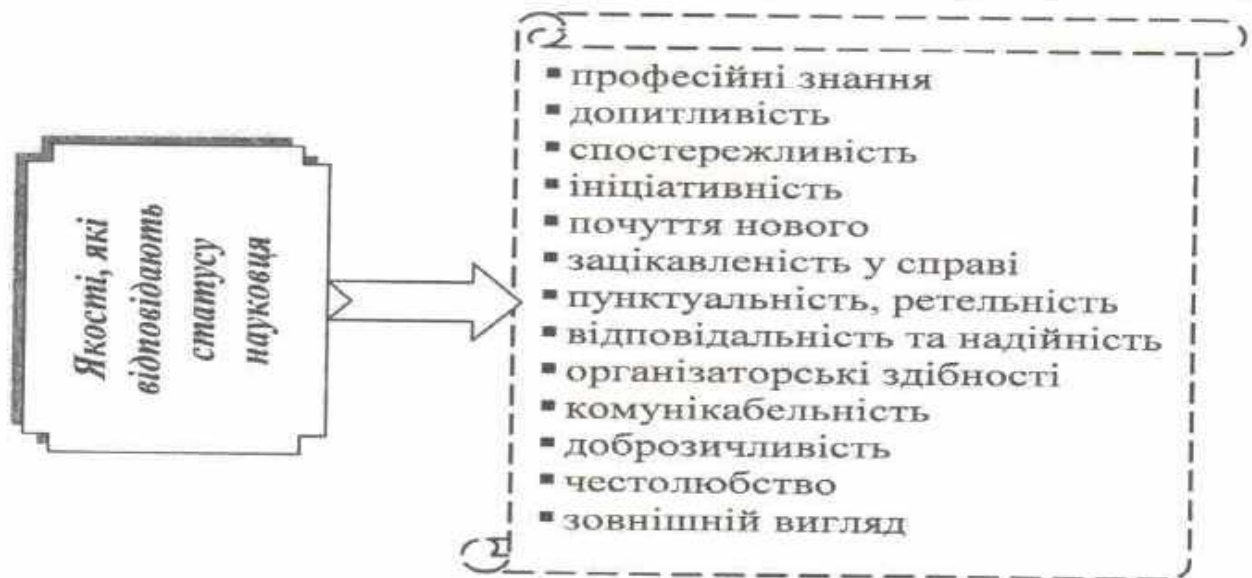 Якості, які
відповідають
статусу
науковця
▪ професійні знання
▪ допитливість
▪ спостережливість
▪ ініціативність
▪ почуття нового
▪ зацікавленість у справі
▪ пунктуальність, ретельність
▪ відповідальність та надійність
▪ організаторські здібності
▪ комунікабельність
▪ доброзичливість
▪ честолюбство
▪ зовнішній вигляд